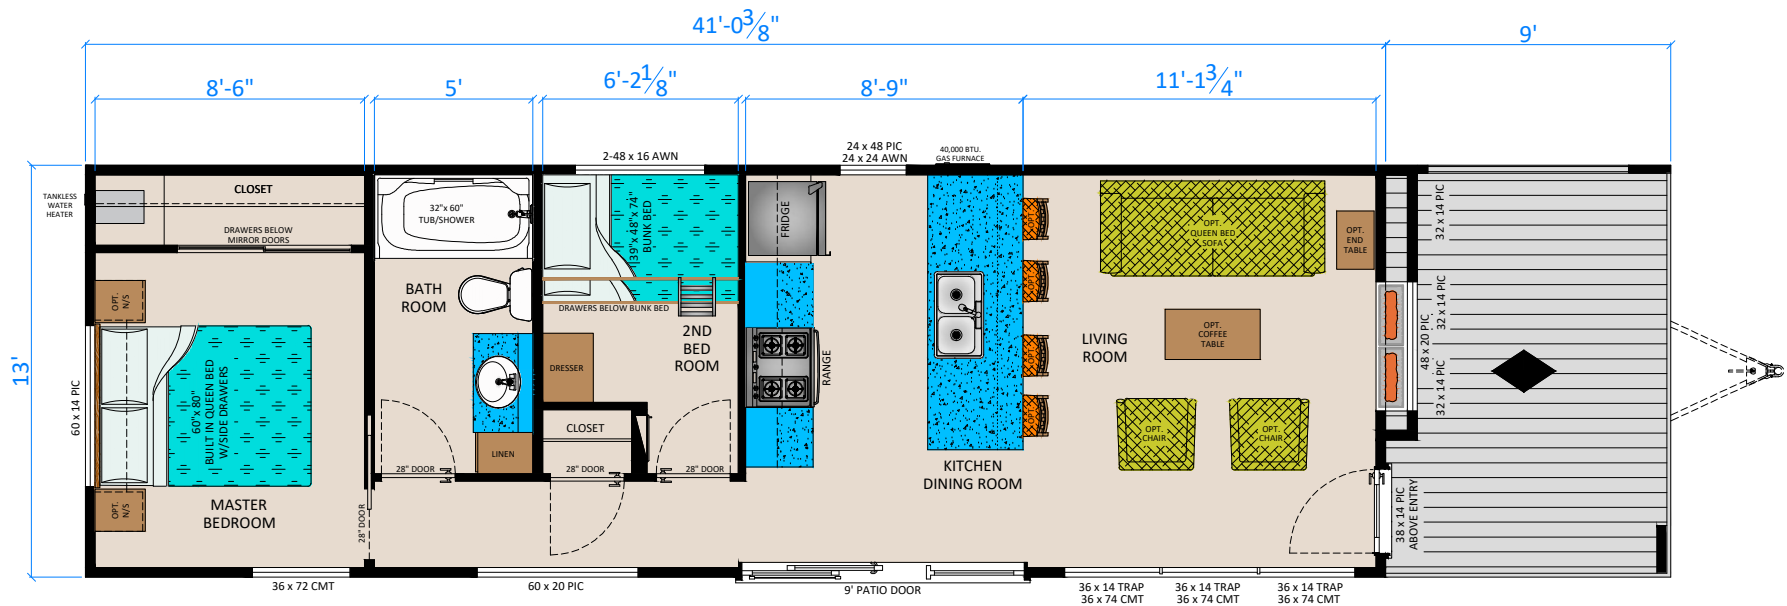 41'-0 3/8"
9'
8'-6"
5'
6'-2 1/8"
8'-9"
11'-1 3/4"
13'
2-48 x 16 AWN
24 x 48 PIC
24 x 24 AWN
40,000 BTU.
GAS FURNACE
TANKLESS
WATER
HEATER
CLOSET
DRAWERS BELOW
MIRROR DOORS
32"x 60"
TUB/SHOWER
39" x 48" x 74"
BUNK BED
DRAWERS BELOW BUNK BED
FRIDGE
OPT.
OPT.
OPT.
OPT.
OPT.
QUEEN BED
SOFA
OPT.
END
TABLE
32 x 14 PIC
32 x 14 PIC
32 x 14 PIC
48 x 20 PIC
OPT.
N/S
BATH
ROOM
2ND
BED
ROOM
DRESSER
RANGE
LIVING
ROOM
OPT.
COFFEE
TABLE
60 x 14 PIC
60" x 80"
BUILT IN QUEEN BED
W/SIDE DRAWERS
OPT.
N/S
CLOSET
LINEN
OPT.
CHAIR
OPT.
CHAIR
28" DOOR
28" DOOR
28" DOOR
28" DOOR
KITCHEN
DINING ROOM
MASTER
BEDROOM
38 x 14 PIC
ABOVE ENTRY
36 x 72 CMT
60 x 20 PIC
9' PATIO DOOR
36 x 14 TRAP
36 x 74 CMT
36 x 14 TRAP
36 x 74 CMT
36 x 14 TRAP
36 x 74 CMT